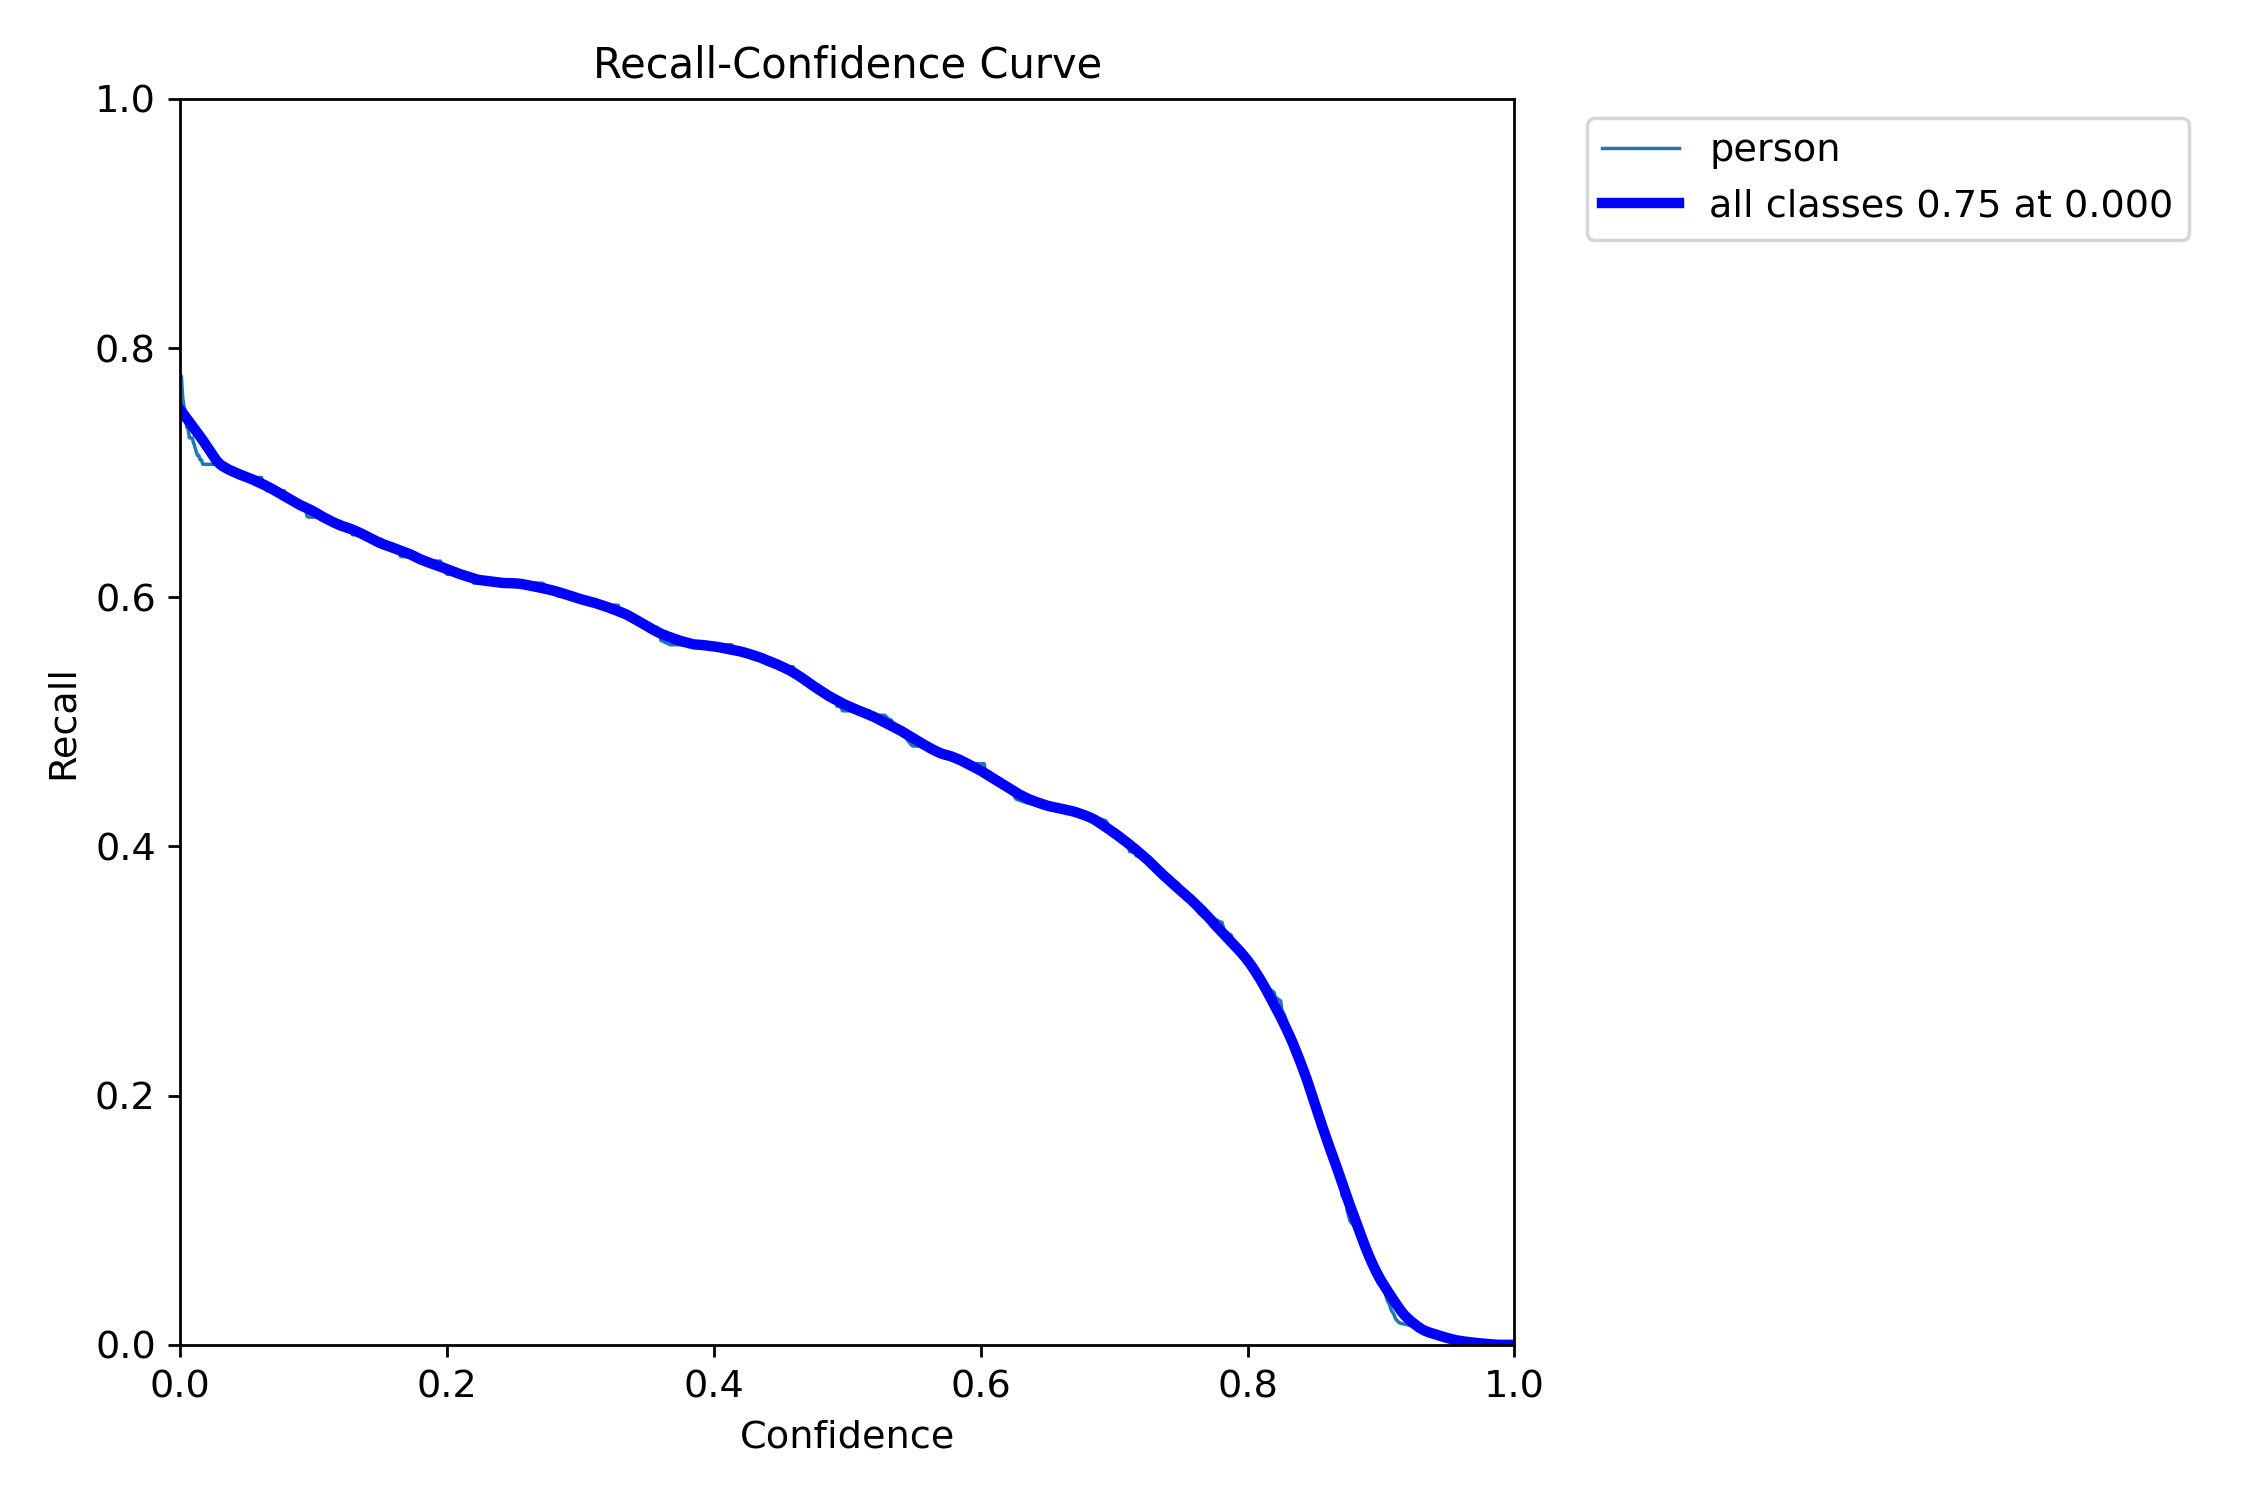 Recall-Confidence Curve
person
all classes 0.75 at 0.000
1.0
0.8
0.6
0.4
0.2
0.0
Recall
0.0 0.2 0.4 0.6 0.8 1.0
Confidence